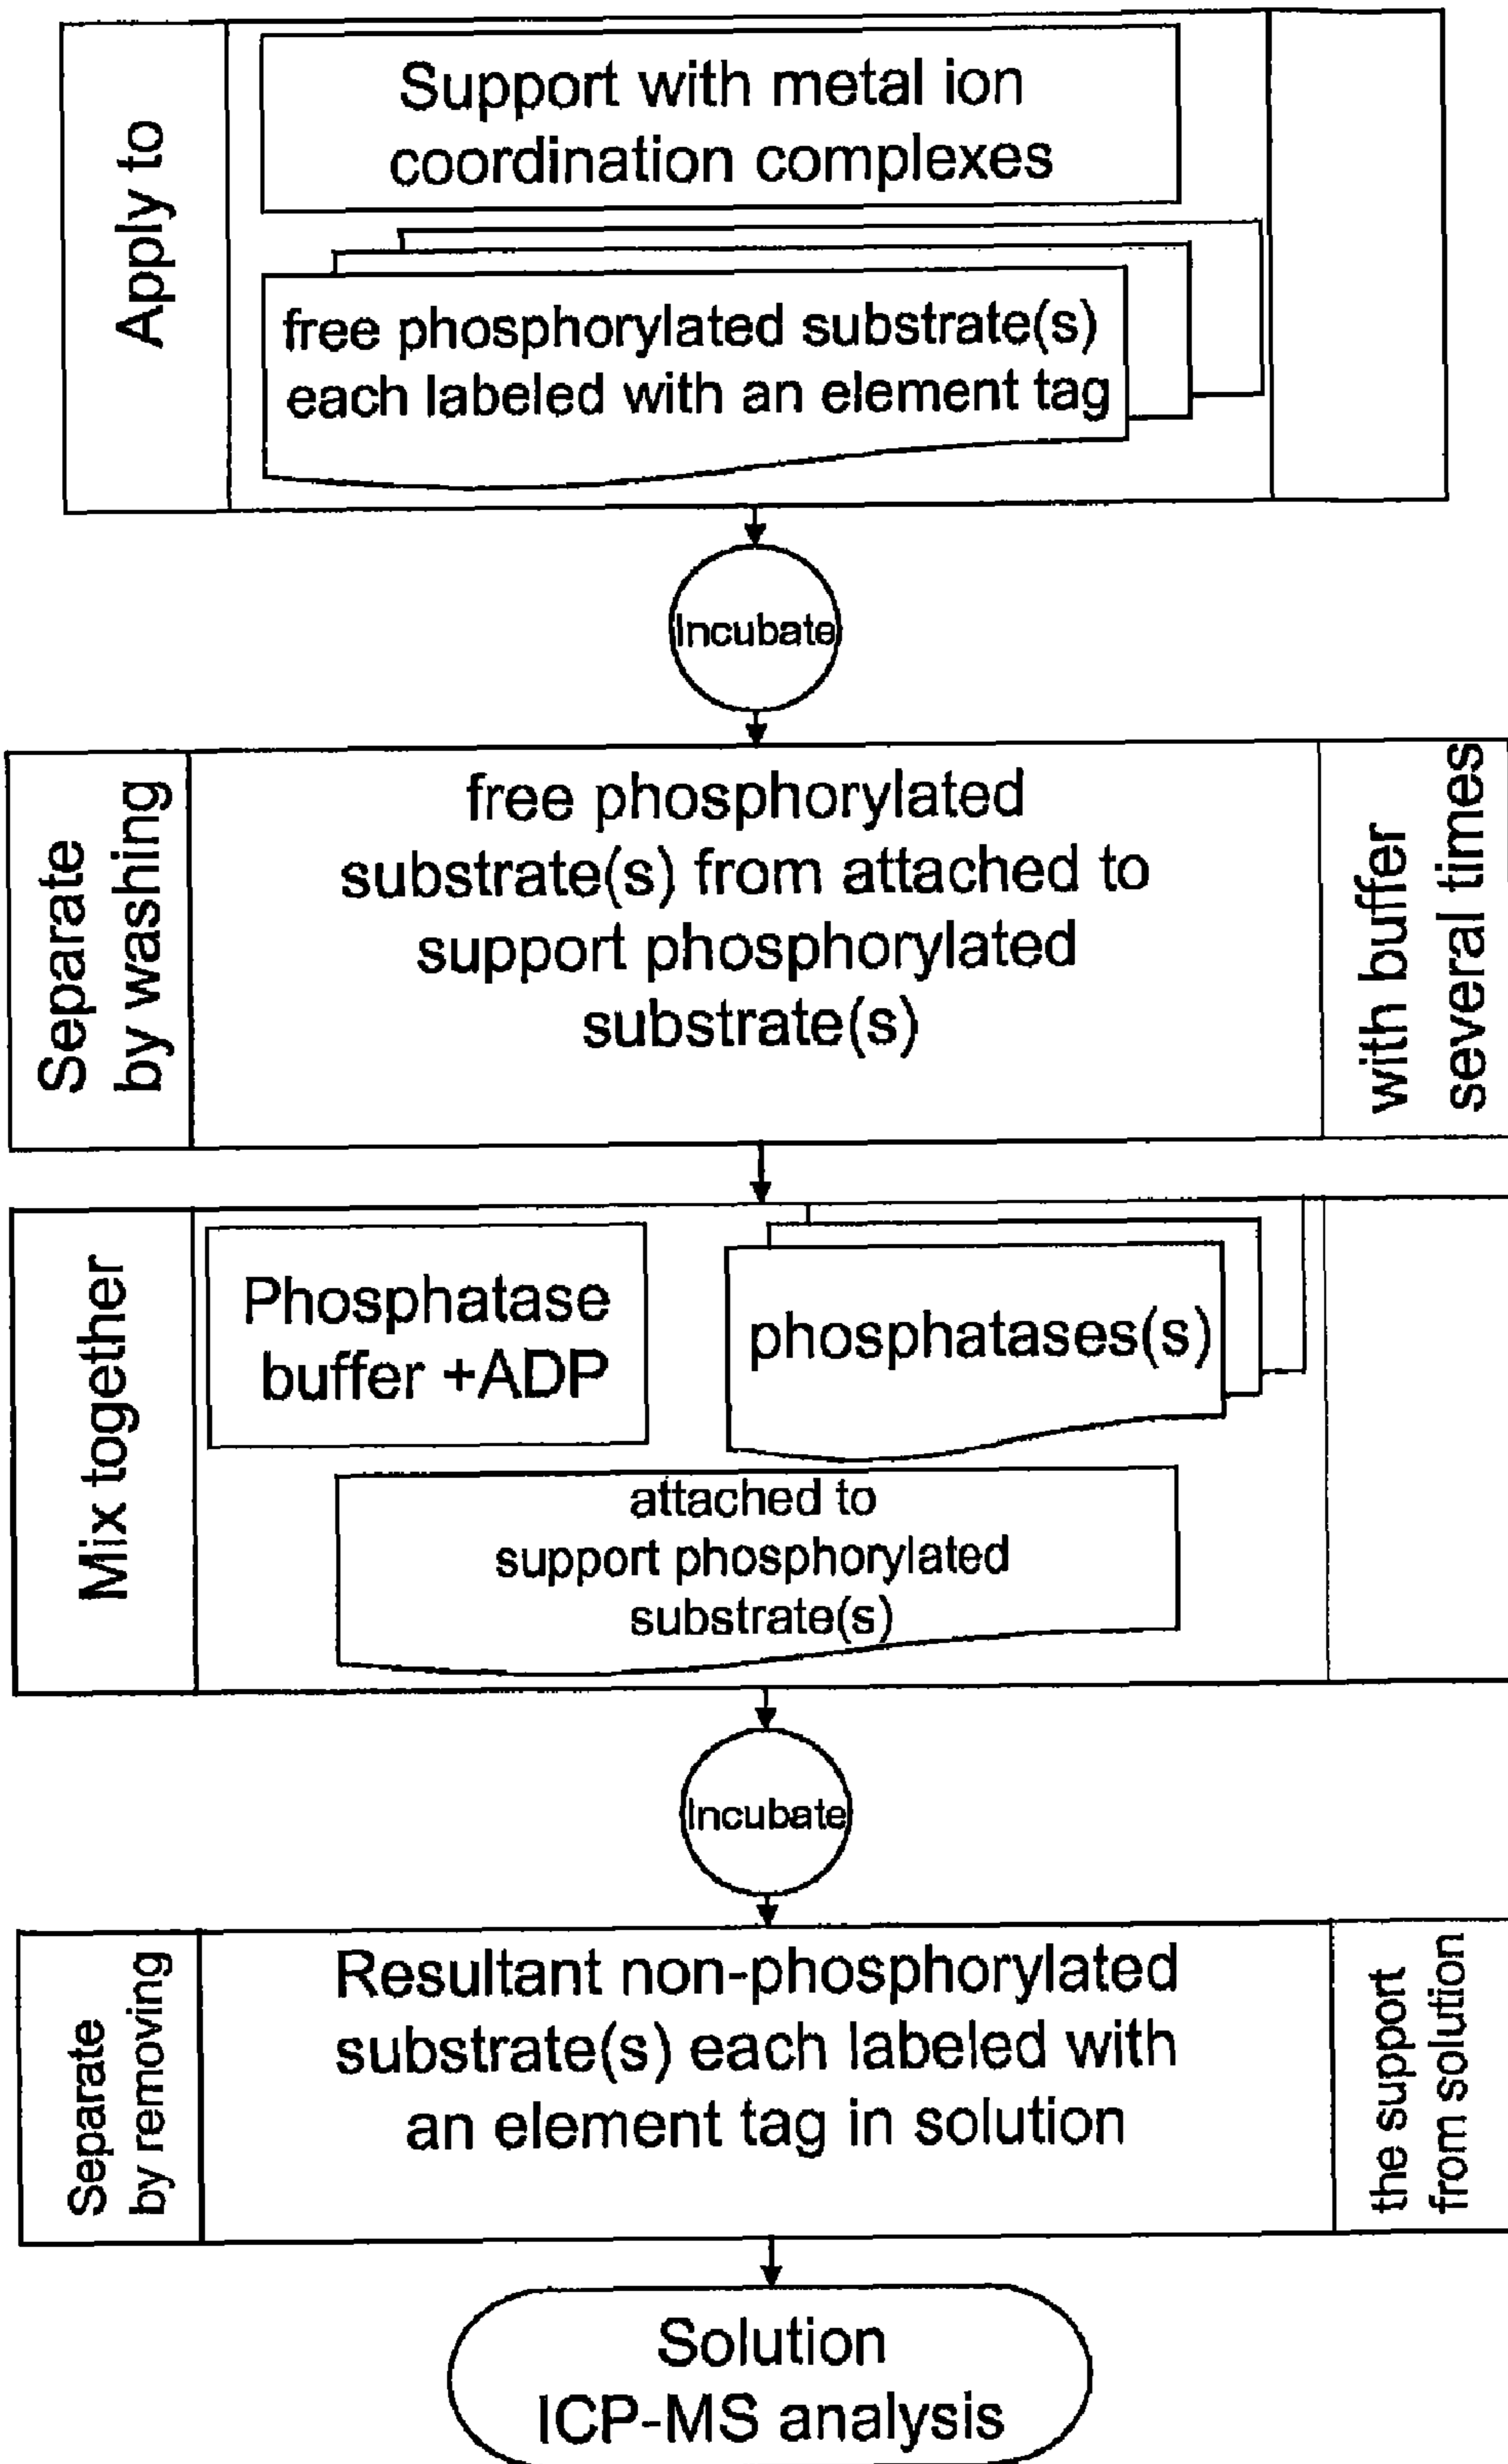 Apply to
Support with metal ion
coordination complexes
free phosphorylated substrate(s)
each labeled with an element tag
Incubate
Separate
by washing
free phosphorylated
substrate(s) from attached to
support phosphorylated
substrate(s)
with buffer
several times
Mix together
Phosphatase
buffer +ADP
phosphatases(s)
attached to
support phosphorylated
substrate(s)
Incubate
Separate
by removing
Resultant non-phosphorylated
substrate(s) each labeled with
an element tag in solution
the support
from solution
Solution
ICP-MS analysis